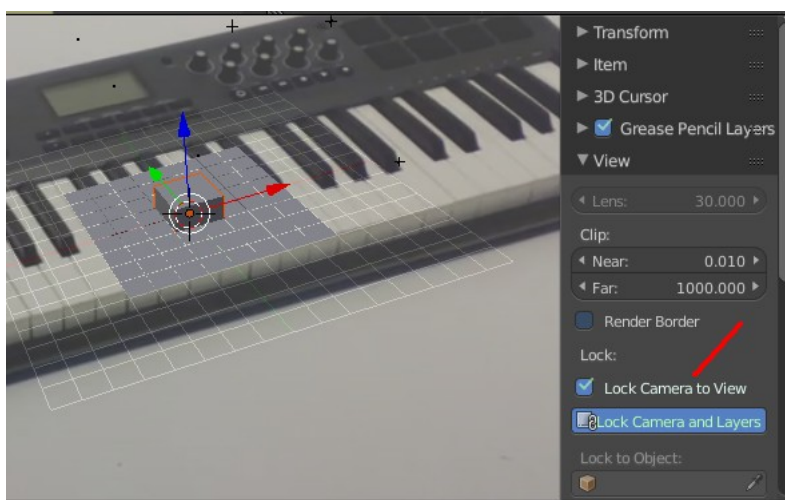 Transform
Item
3D Cursor
Grease Pencil Layers
View
Lens: 30.000
Clip:
Near: 0.010
Far: 1000.000
Render Border
Lock:
Lock Camera to View
Lock Camera and Layers
Lock to Object: